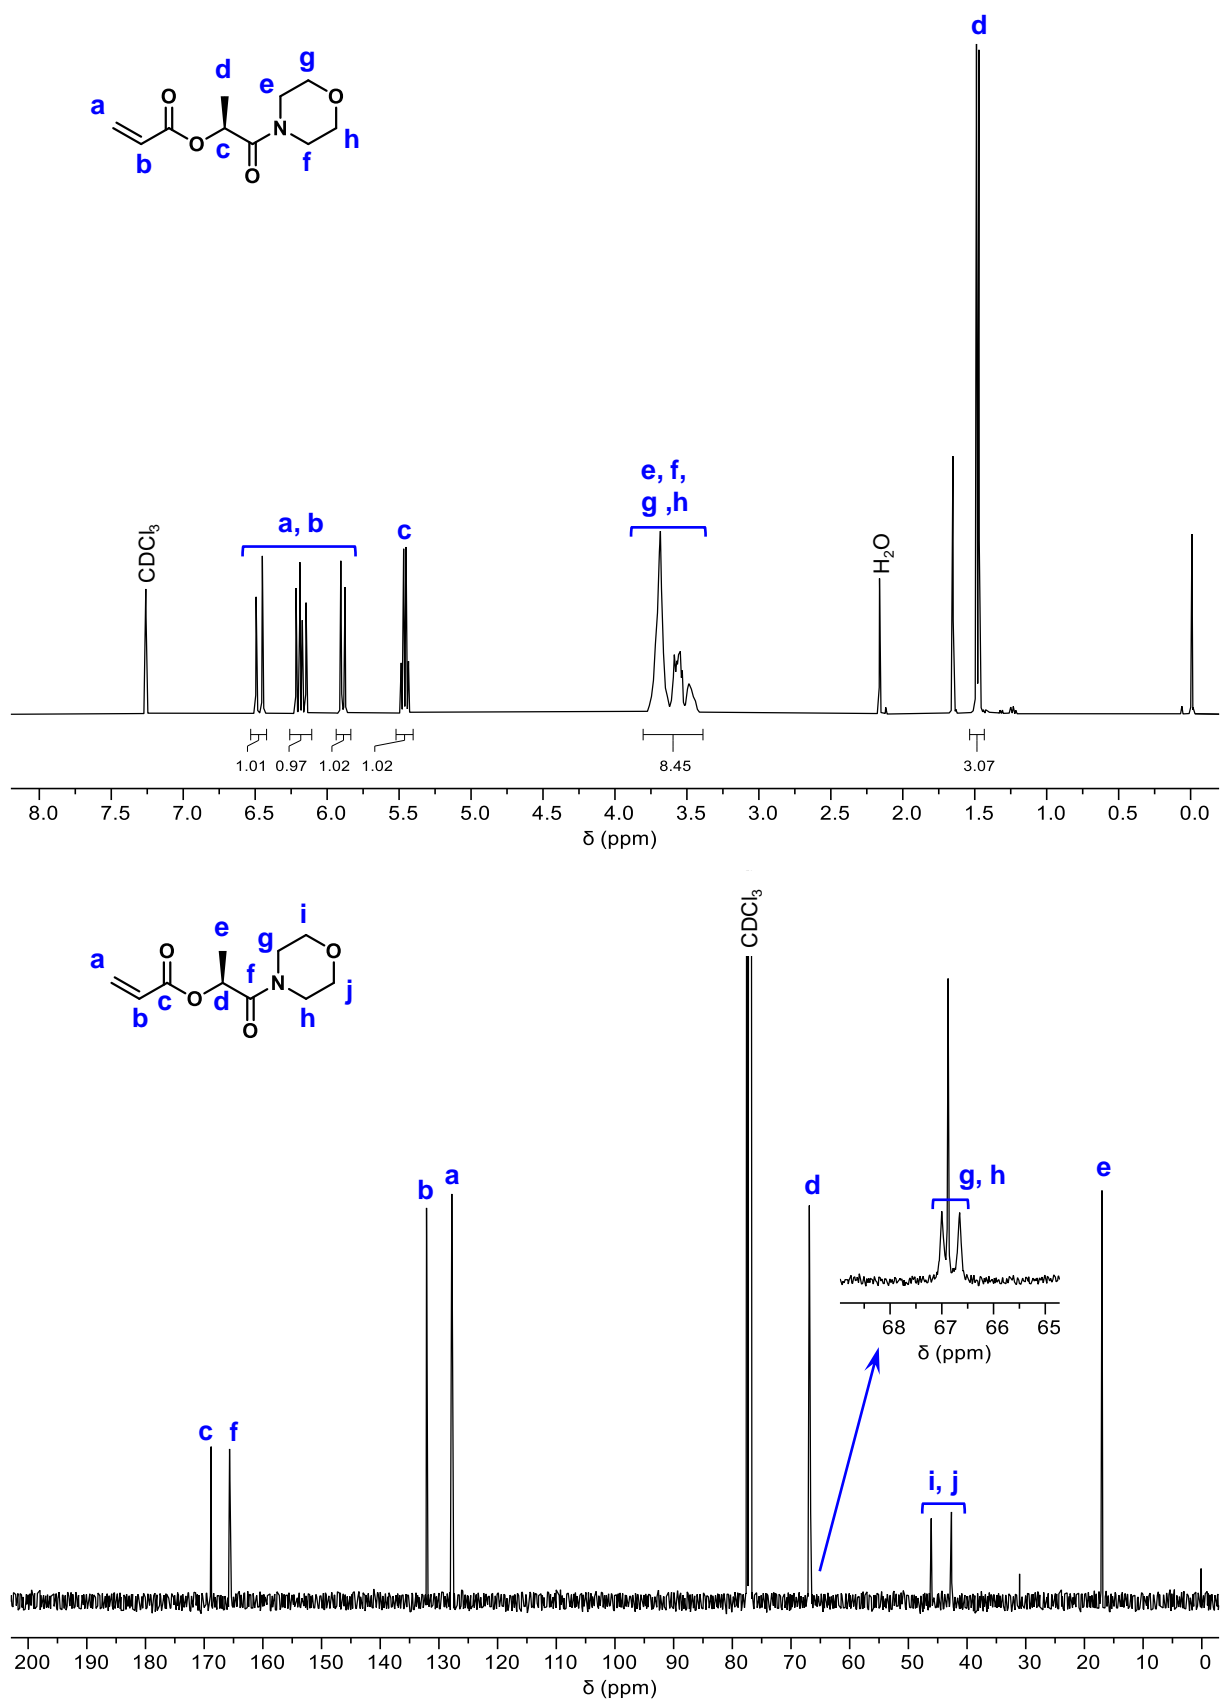 d
g
d
e
a
O
O
N
h
O
b
c
f
O
e, f,
g ,h
a, b
c
CDCl₃
H₂O
1.01 0.97 1.02 1.02 8.45 3.07
8.0 7.5 7.0 6.5 6.0 5.5 5.0 4.5 4.0 3.5 3.0 2.5 2.0 1.5 1.0 0.5 0.0
δ (ppm)
CDCl₃
i
e
g
a
O
f
O
N
j
c
O
d
b
h
O
b
a
d
g, h
e
68 67 66 65
δ (ppm)
c f
i, j
200 190 180 170 160 150 140 130 120 110 100 90 80 70 60 50 40 30 20 10 0
δ (ppm)